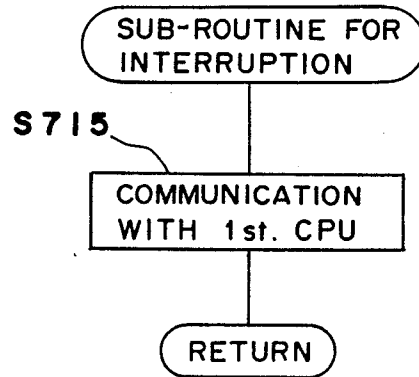 SUB-ROUTINE FOR
INTERRUPTION
S715
COMMUNICATION
WITH 1st. CPU
RETURN